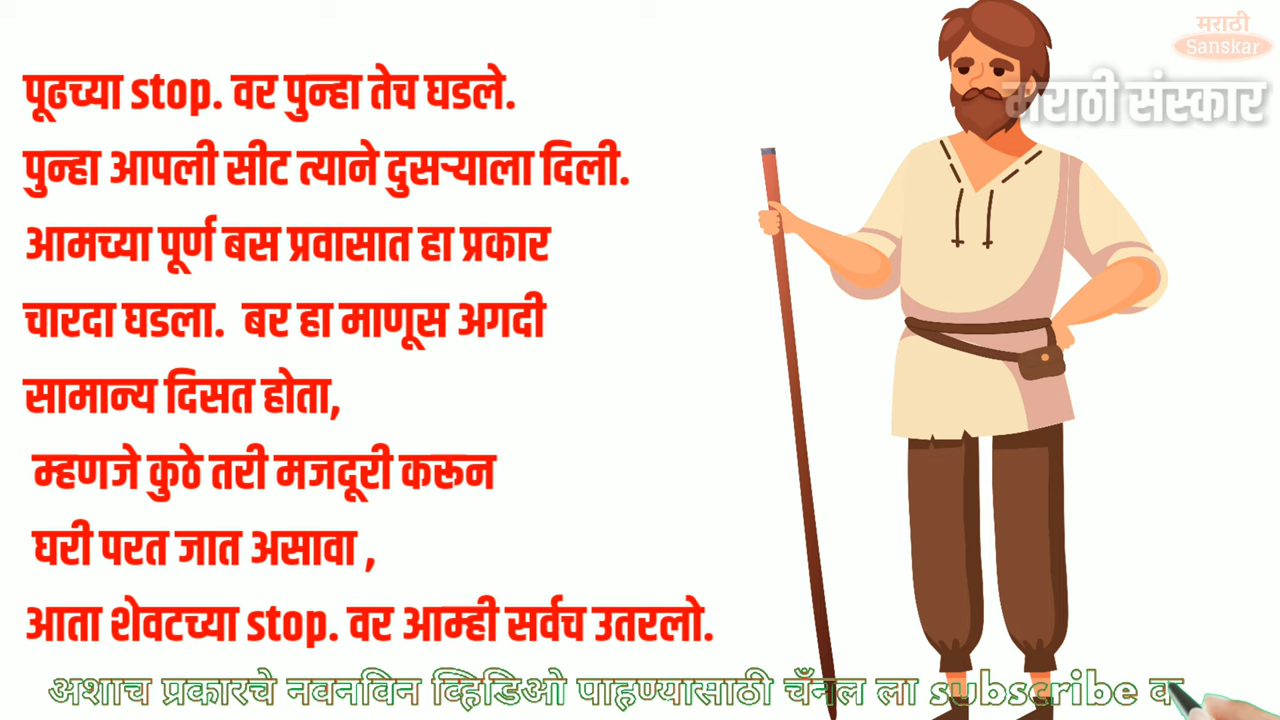 मराठी
Sanskar
मराठी संस्कार
पूढच्या stop. वर पुन्हा तेच घडले.
पुन्हा आपली सीट त्याने दुसऱ्याला दिली.
आमच्या पूर्ण बस प्रवासात हा प्रकार
चारदा घडला. बर हा माणूस अगदी
सामान्य दिसत होता,
म्हणजे कुठे तरी मजदूरी करून
घरी परत जात असावा ,
आता शेवटच्या stop. वर आम्ही सर्वच उतरलो.
अशाच प्रकारचे नवनविन व्हिडिओ पाहण्यासाठी चॅनल ला subscribe